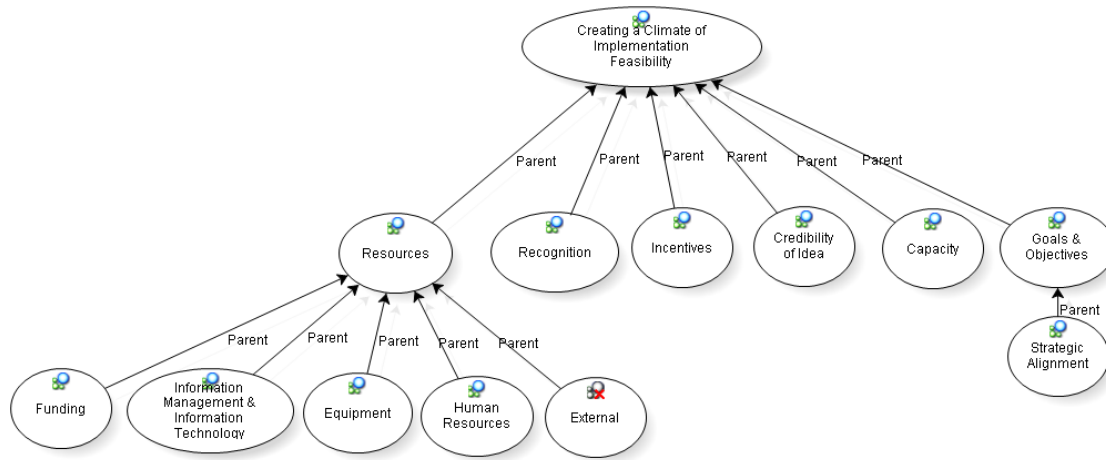 Creating a Climate of
Implementation
Feasibility
Parent
Parent
Parent
Parent
Parent
Parent
Resources
Recognition
Incentives
Credibility
of Idea
Capacity
Goals &
Objectives
Parent
Parent
Parent
Parent
Parent
Parent
Funding
Information
Management &
Information
Technology
Equipment
Human
Resources
External
Strategic
Alignment